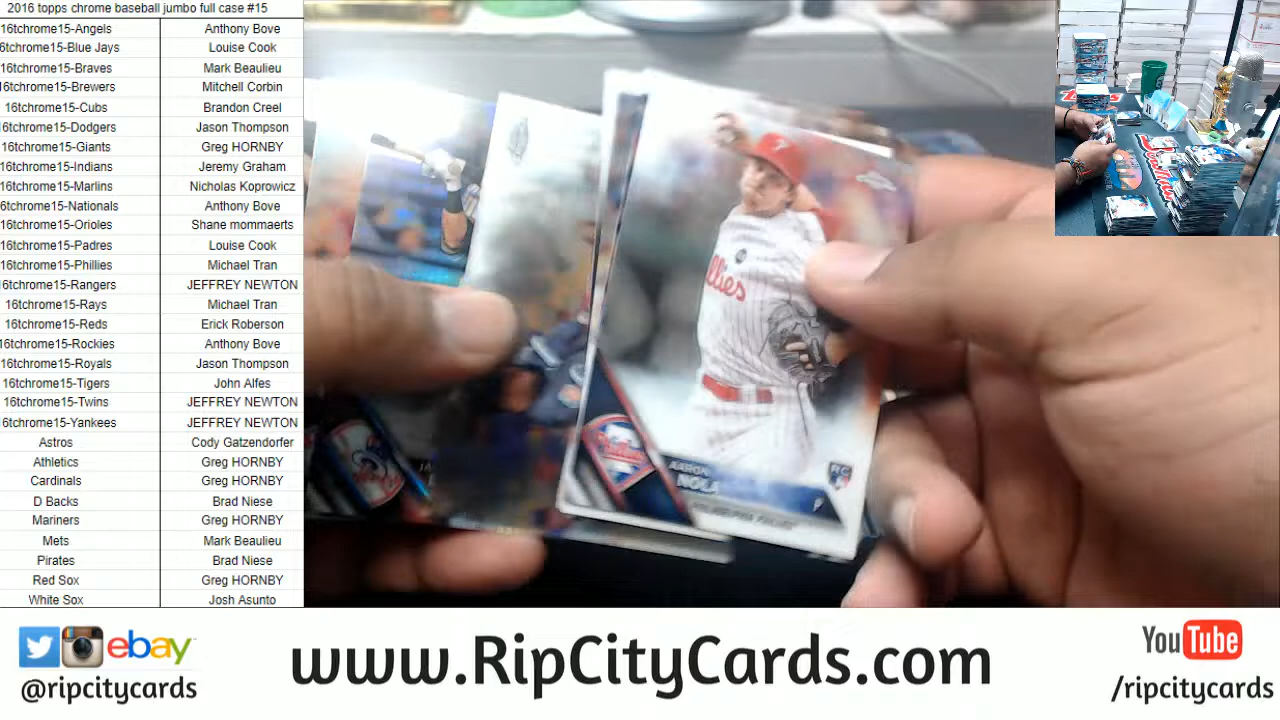 2016 topps chrome baseball jumbo full case #15
16tchrome15-Angels Anthony Bove
6tchrome15-Blue Jays Louise Cook
16tchrome15-Braves Mark Beaulieu
16tchrome15-Brewers Mitchell Corbin
16tchrome15-Cubs Brandon Creel
16tchrome15-Dodgers Jason Thompson
16tchrome15-Giants Greg HORNBY
16tchrome15-Indians Jeremy Graham
16tchrome15-Marlins Nicholas Koprowicz
6tchrome15-Nationals Anthony Bove
16tchrome15-Orioles Shane mommaerts
16tchrome15-Padres Louise Cook
16tchrome15-Phillies Michael Tran
16tchrome15-Rangers JEFFREY NEWTON
16tchrome15-Rays Michael Tran
16tchrome15-Reds Erick Roberson
16tchrome15-Rockies Anthony Bove
16tchrome15-Royals Jason Thompson
16tchrome15-Tigers John Alfes
16tchrome15-Twins JEFFREY NEWTON
6tchrome15-Yankees JEFFREY NEWTON
Astros Cody Gatzendorfer
Athletics Greg HORNBY
Cardinals Greg HORNBY
D Backs Brad Niese
Mariners Greg HORNBY
Mets Mark Beaulieu
Pirates Brad Niese
Red Sox Greg HORNBY
White Sox Josh Asunto
Phillies
AARON
NOLA
P
PHILADELPHIA PHILLIES
RC
ebay
@ripcitycards
www.RipCityCards.com
YouTube
/ripcitycards